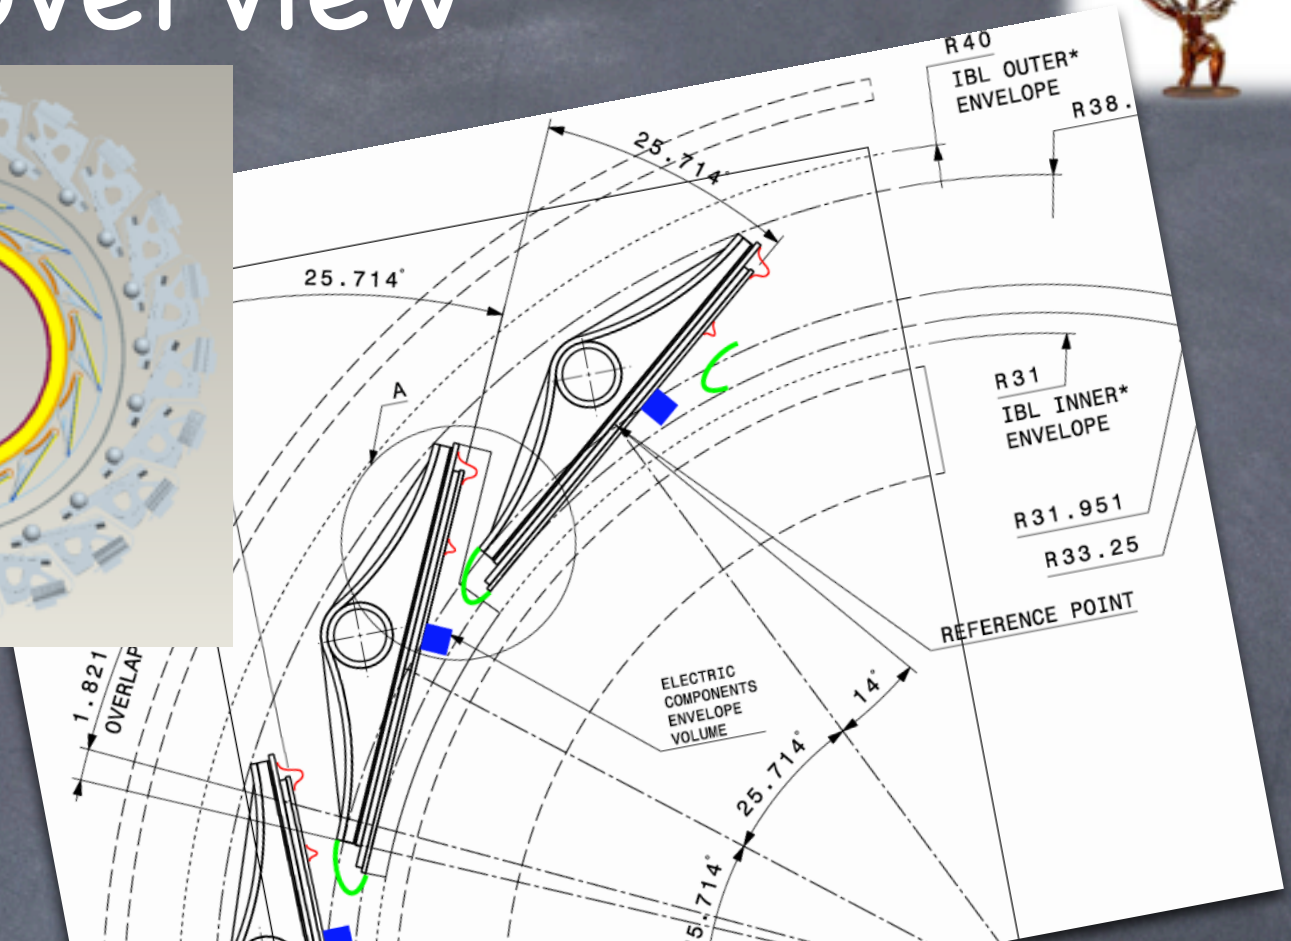 R40
IBL OUTER*
ENVELOPE
R38.
25.714°
25.714°
A
R31
IBL INNER*
ENVELOPE
R31.951
R33.25
REFERENCE POINT
ELECTRIC
COMPONENTS
ENVELOPE
VOLUME
14°
25.714°
5.714°
1.821
OVERLAP